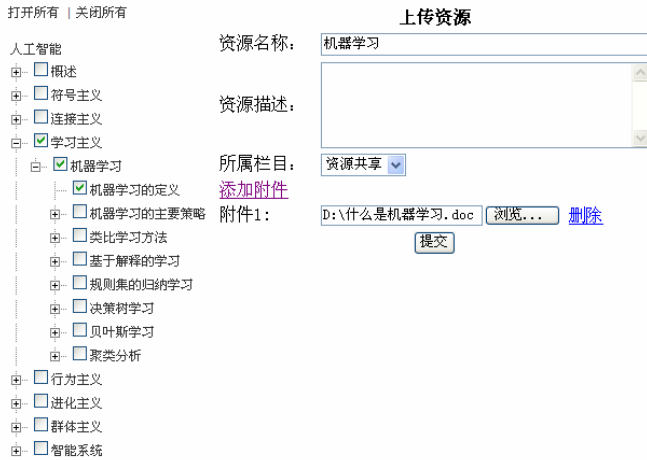 打开所有 | 关闭所有
人工智能
概述
符号主义
连接主义
学习主义
机器学习
机器学习的定义
机器学习的主要策略
类比学习方法
基于解释的学习
规则集的归纳学习
决策树学习
贝叶斯学习
聚类分析
行为主义
进化主义
群体主义
智能系统
上传资源
资源名称： 机器学习
资源描述：
所属栏目： 资源共享
添加附件
附件1: D:\什么是机器学习.doc 浏览... 删除
提交